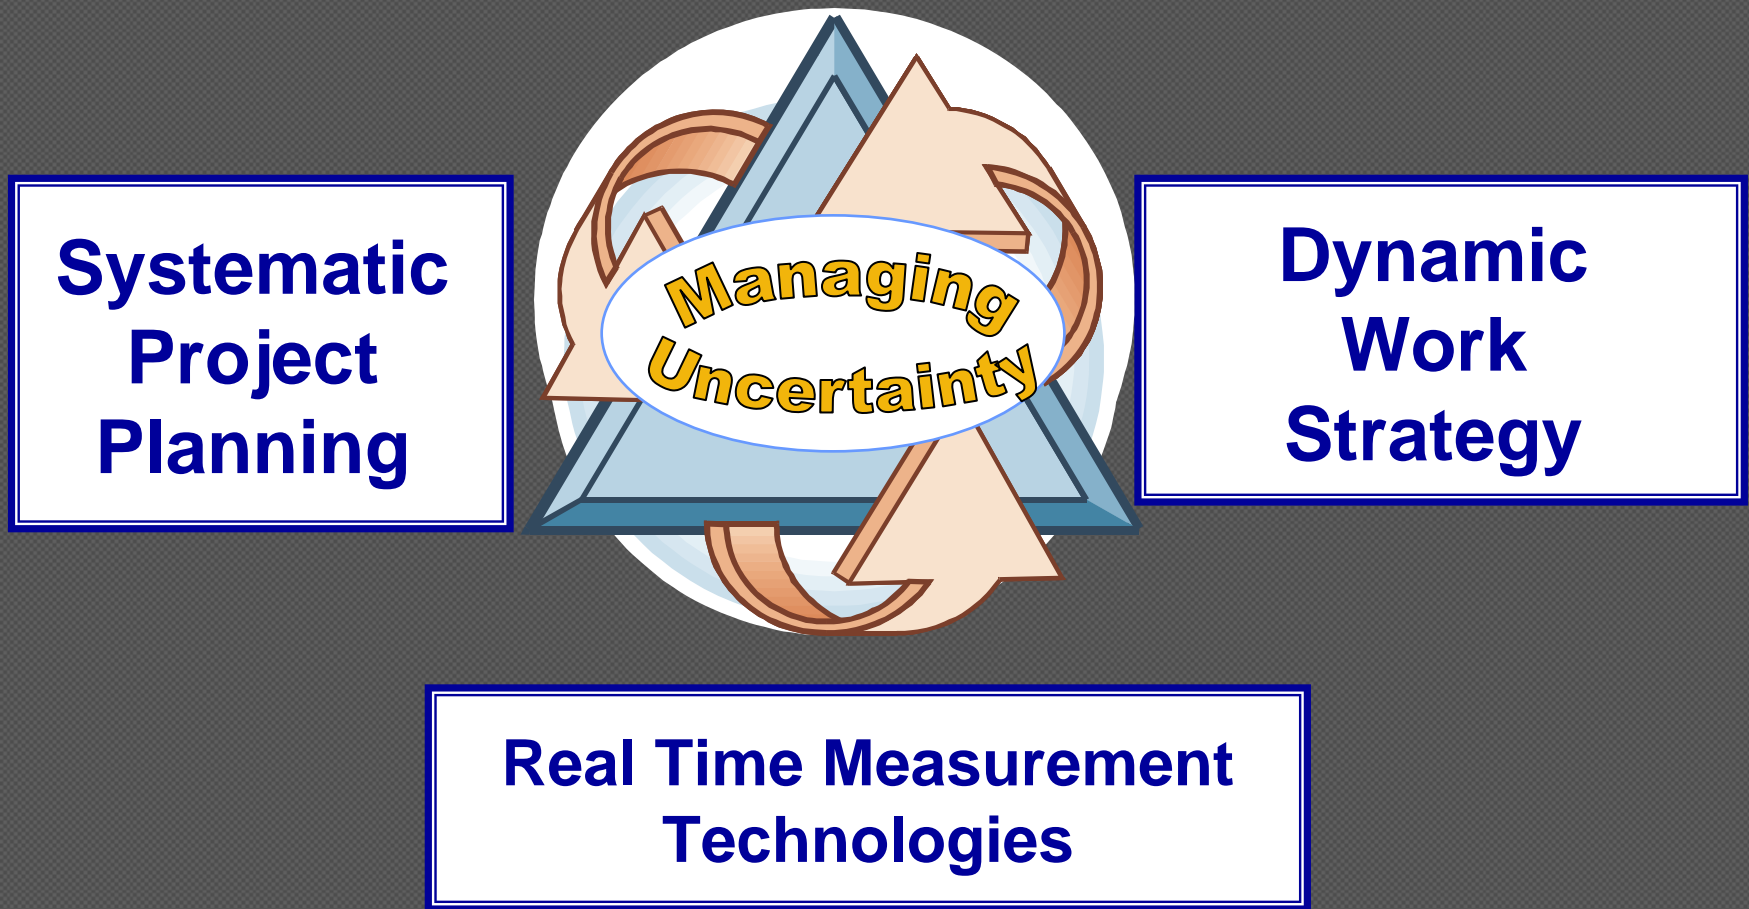 Systematic
Project
Planning
Managing
Uncertainty
Dynamic
Work
Strategy
Real Time Measurement
Technologies